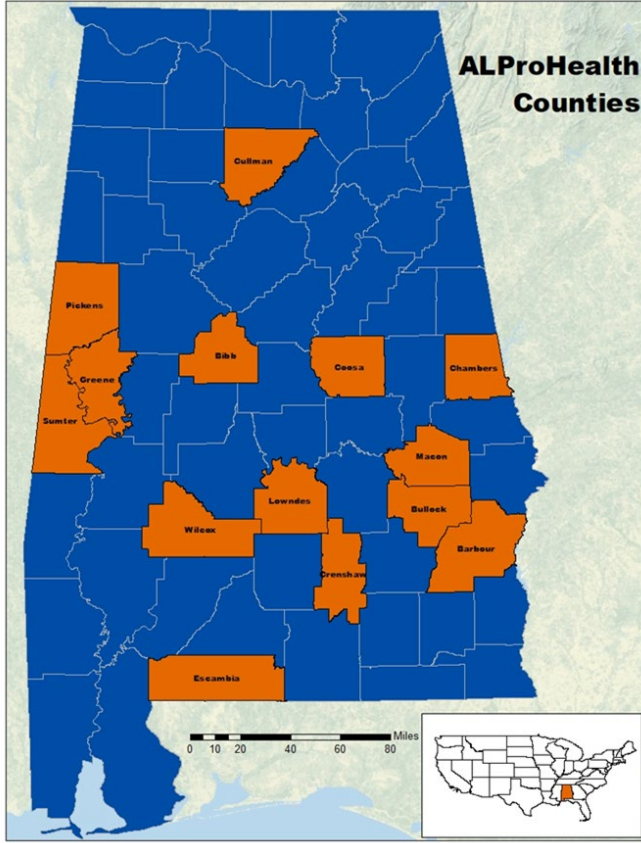 ALProHealth
Counties
Cullman
Pickens
Bibb
Coosa
Chambers
Greene
Sumter
Macon
Lowndes
Bullock
Wilcox
Barbour
Crenshaw
Escambia
Miles
0 10 20 40 60 80